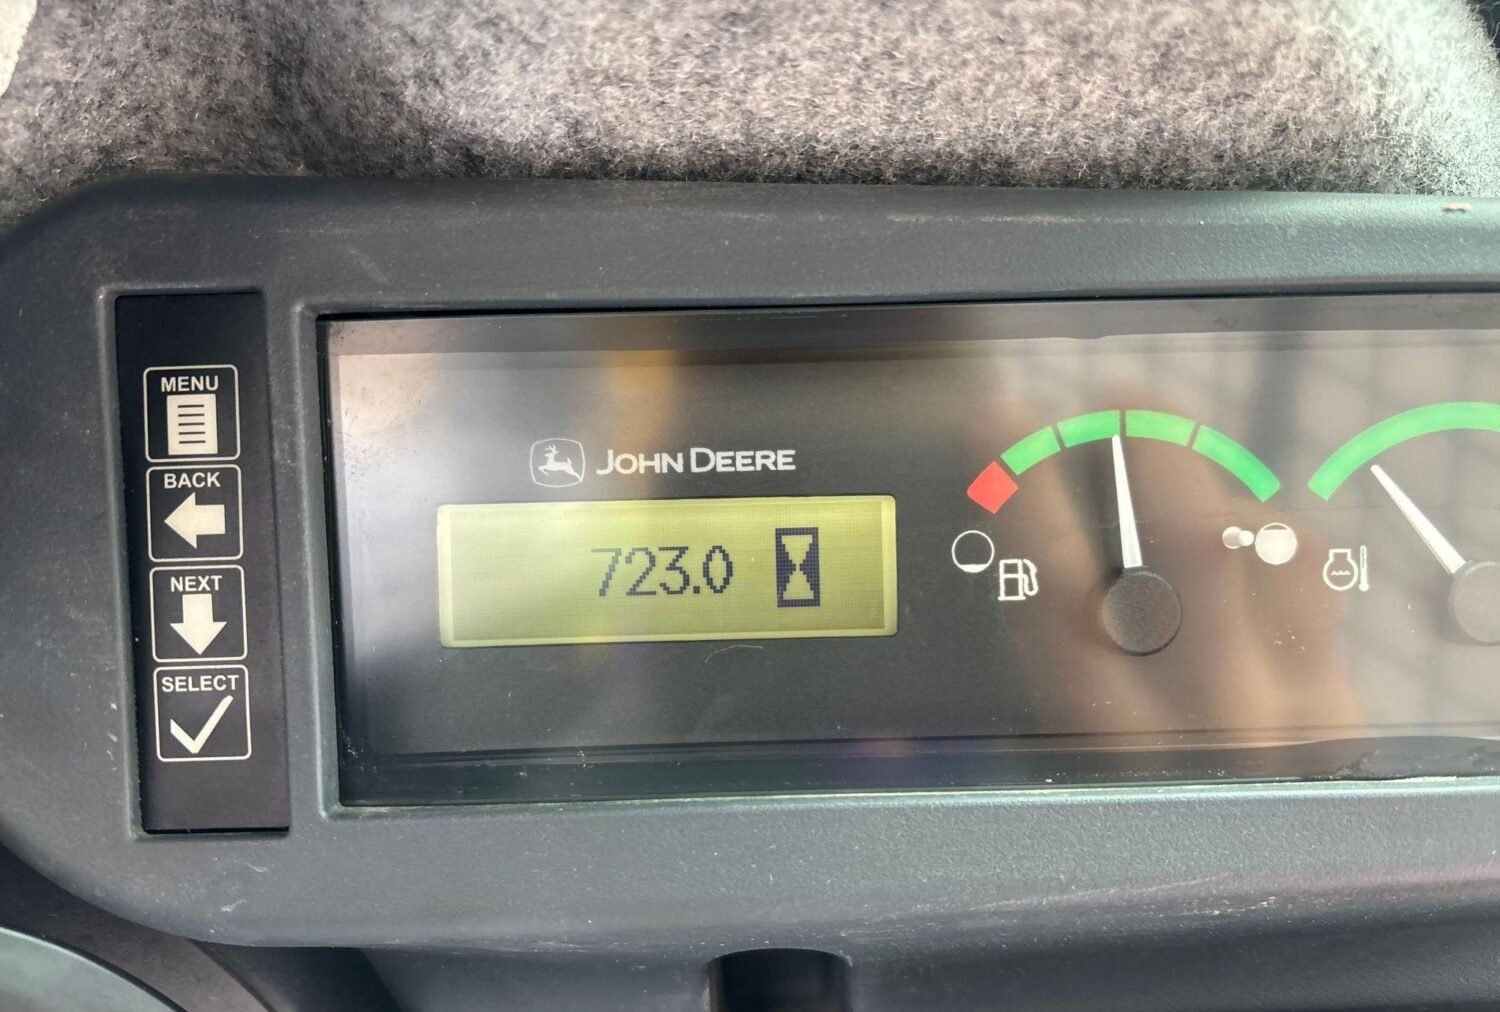 MENU
BACK
NEXT
SELECT
JOHN DEERE
723.0